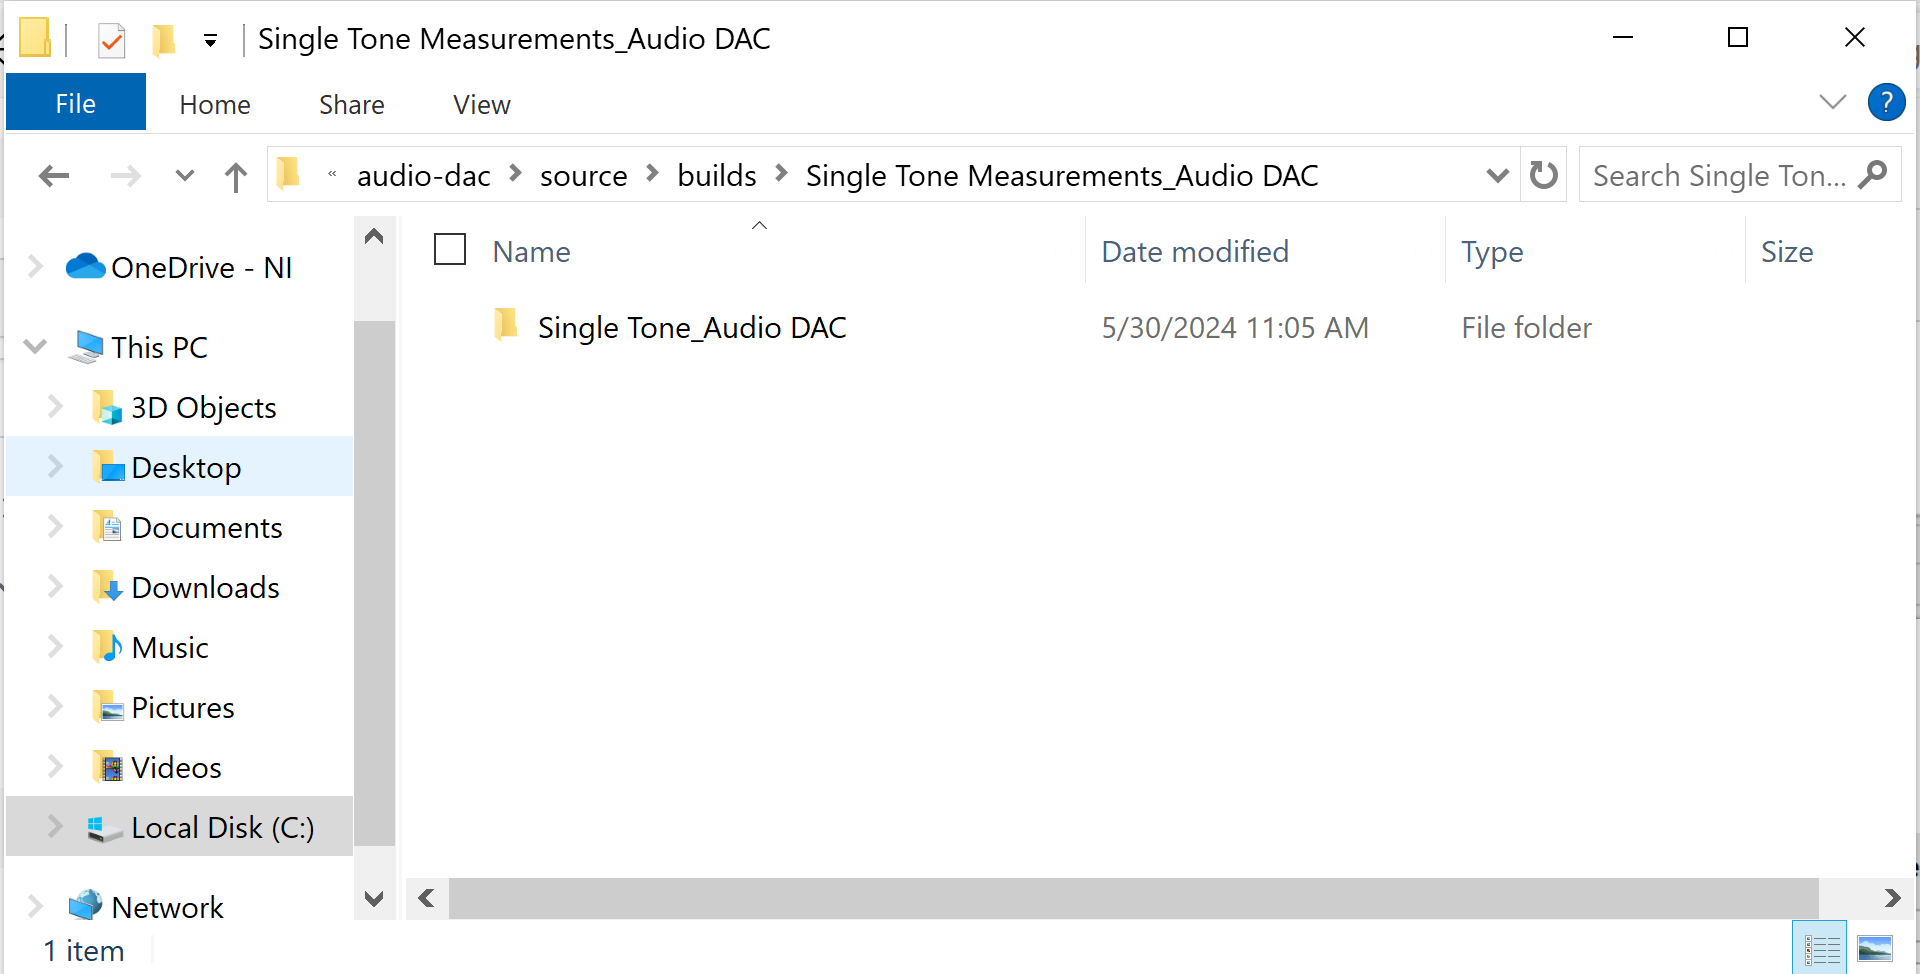 Single Tone Measurements_Audio DAC
File Home Share View ?
« audio-dac source builds Single Tone Measurements_Audio DAC Search Single Ton...
Name Date modified Type Size
Single Tone_Audio DAC 5/30/2024 11:05 AM File folder
OneDrive - NI
This PC
3D Objects
Desktop
Documents
Downloads
Music
Pictures
Videos
Local Disk (C:)
Network
1 item